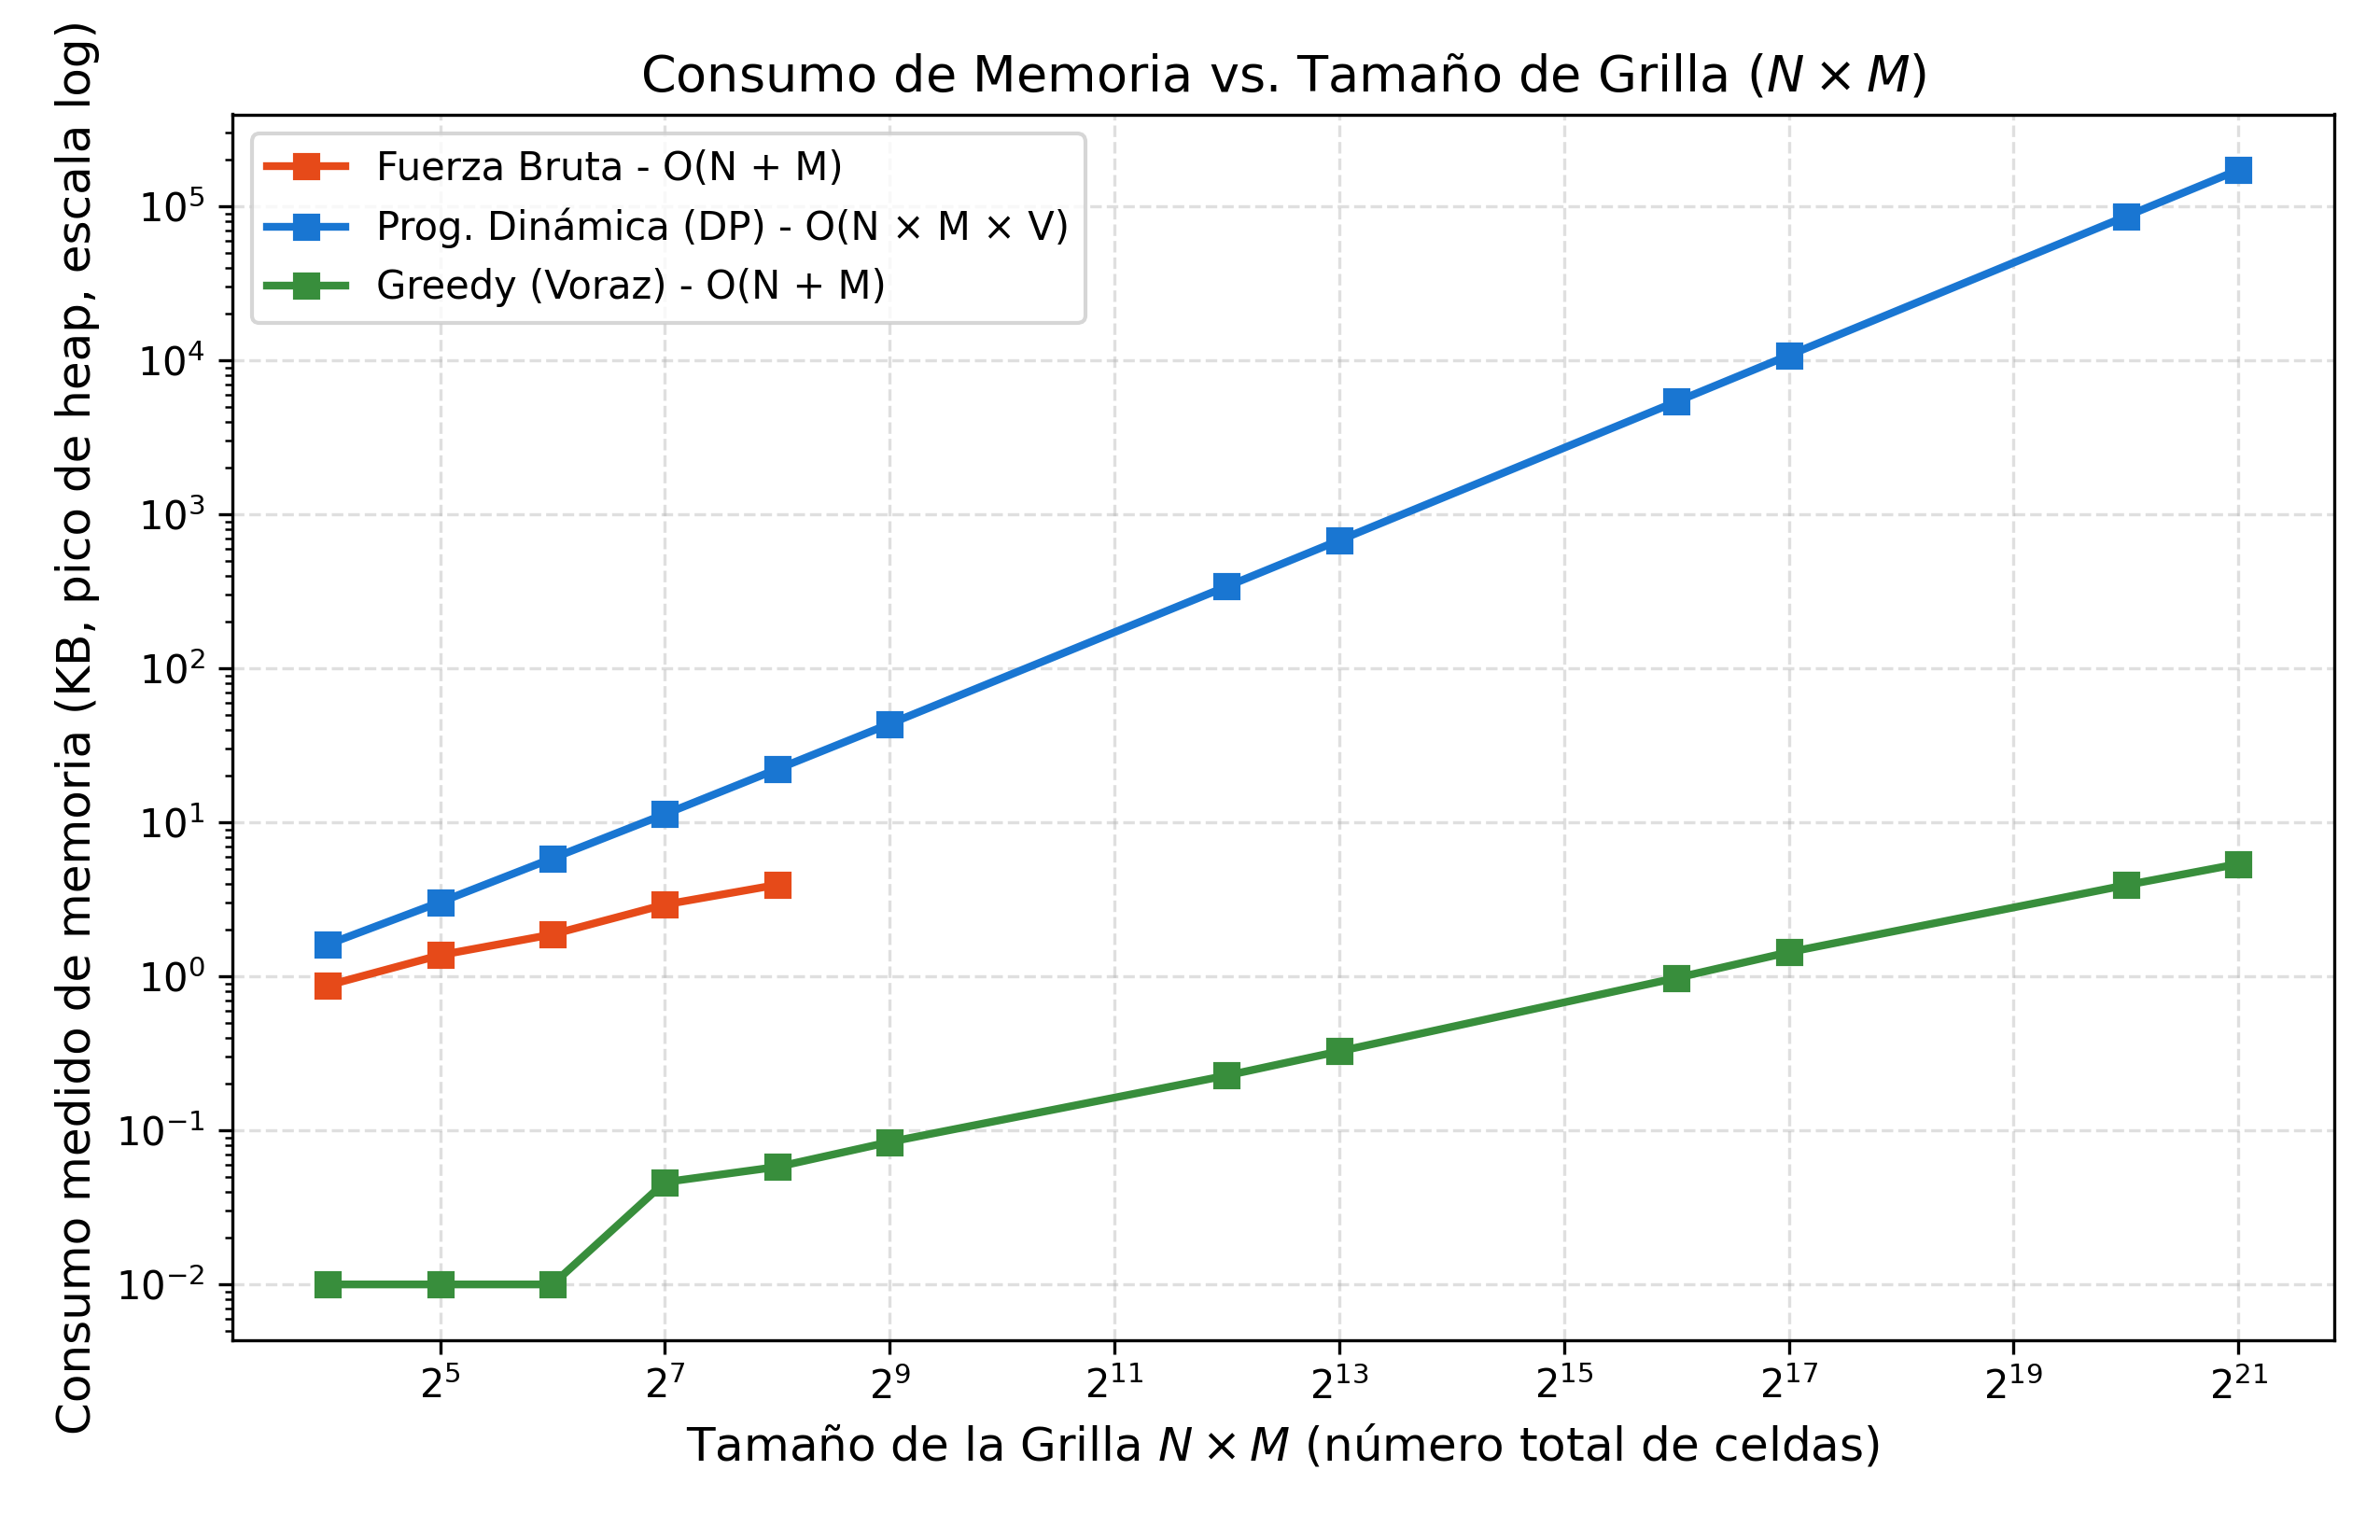 Consumo de Memoria vs. Tamaño de Grilla (N × M)
Fuerza Bruta - O(N + M)
Prog. Dinámica (DP) - O(N × M × V)
Greedy (Voraz) - O(N + M)
Consumo medido de memoria (KB, pico de heap, escala log)
10⁵
10⁴
10³
10²
10¹
10⁰
10⁻¹
10⁻²
2⁵ 2⁷ 2⁹ 2¹¹ 2¹³ 2¹⁵ 2¹⁷ 2¹⁹ 2²¹
Tamaño de la Grilla N × M (número total de celdas)